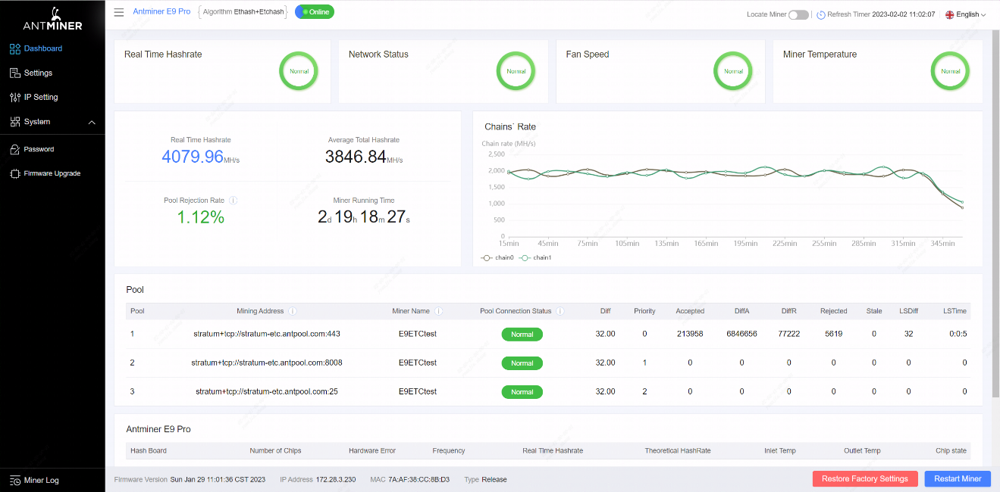 ANTMINER
Antminer E9 Pro
Algorithm Ethash+Etchash
Online
Locate Miner
Refresh Timer 2023-02-02 11:02:07
English
Dashboard
Settings
IP Setting
System
Password
Firmware Upgrade
Miner Log
Real Time Hashrate
Normal
Network Status
Normal
Fan Speed
Normal
Miner Temperature
Normal
Real Time Hashrate
4079.96MH/s
Average Total Hashrate
3846.84MH/s
Pool Rejection Rate
1.12%
Miner Running Time
2d 19h 18m 27s
Chains´ Rate
Chain rate (MH/s)
2,500
2,000
1,500
1,000
500
0
15min 45min 75min 105min 135min 165min 195min 225min 255min 285min 315min 345min
chain0 chain1
Pool
Pool Mining Address Miner Name Pool Connection Status Diff Priority Accepted DiffA DiffR Rejected Stale LSDiff LSTime
1 stratum+tcp://stratum-etc.antpool.com:443 E9ETCtest Normal 32.00 0 213958 6846656 77222 5619 0 32 0:0:5
2 stratum+tcp://stratum-etc.antpool.com:8008 E9ETCtest Normal 32.00 1 0 0 0 0 0 0 0
3 stratum+tcp://stratum-etc.antpool.com:25 E9ETCtest Normal 32.00 2 0 0 0 0 0 0 0
Antminer E9 Pro
Hash Board Number of Chips Hardware Error Frequency Real Time Hashrate Theoretical HashRate Inlet Temp Outlet Temp Chip state
Firmware Version Sun Jan 29 11:01:36 CST 2023 IP Address 172.28.3.230 MAC 7A:AF:38:CC:8B:D3 Type Release
Restore Factory Settings
Restart Miner